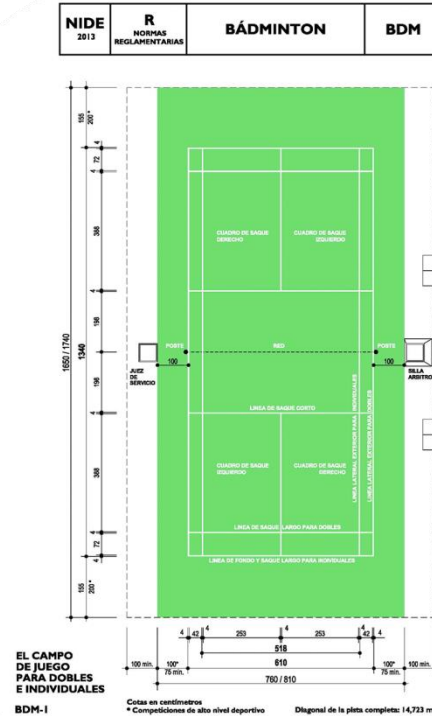 NIDE
2013
R
NORMAS
REGLAMENTARIAS
BÁDMINTON
BDM
155
200*
4
72
4
388
4
198
1340
1650 / 1740
198
4
388
4
72
4
155
200*
CUADRO DE SAQUE
DERECHO
CUADRO DE SAQUE
IZQUIERDO
POSTE
RED
POSTE
100
100
JUEZ
DE
SERVICIO
SILLA
ARBITRO
LINEA DE SAQUE CORTO
CUADRO DE SAQUE
IZQUIERDO
CUADRO DE SAQUE
DERECHO
LINEA LATERAL EXTERIOR PARA INDIVIDUALES
LINEA LATERAL EXTERIOR PARA DOBLES
LINEA DE SAQUE LARGO PARA DOBLES
LINEA DE FONDO Y SAQUE LARGO PARA INDIVIDUALES
4 42 4 253 4 253 4 42 4
518
610
100 min. 100* 75 min. 100* 75 min. 100 min.
760 / 810
EL CAMPO
DE JUEGO
PARA DOBLES
E INDIVIDUALES
BDM-1
Cotas en centímetros
* Competiciones de alto nivel deportivo
Diagonal de la pista completa: 14,723 m